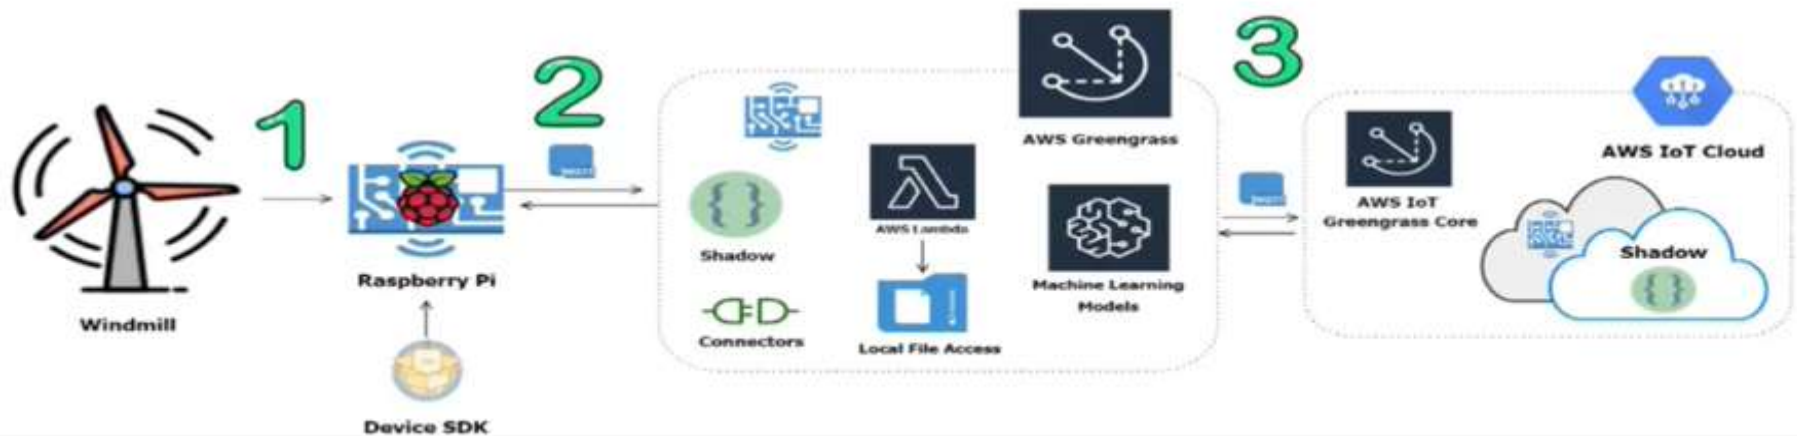 1
2
3
AWS Greengrass
AWS IoT Cloud
AWS IoT
Greengrass Core
AWS Lambda
Shadow
Shadow
Raspberry Pi
Machine Learning
Models
Windmill
Connectors
Local File Access
Device SDK